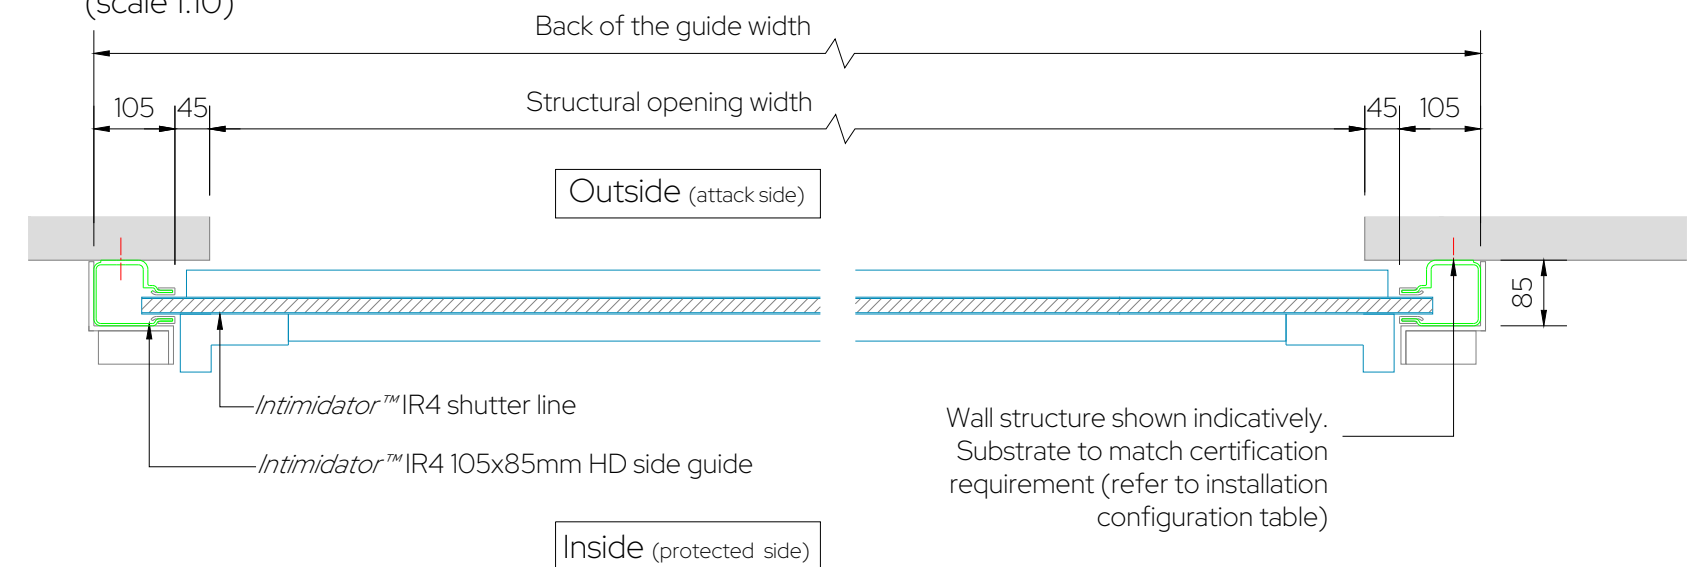 (scale 1:10)
Back of the guide width
105 45 Structural opening width 45 105
Outside (attack side)
85
Intimidator™ IR4 shutter line
Intimidator™ IR4 105x85mm HD side guide
Wall structure shown indicatively.
Substrate to match certification
requirement (refer to installation
configuration table)
Inside (protected side)